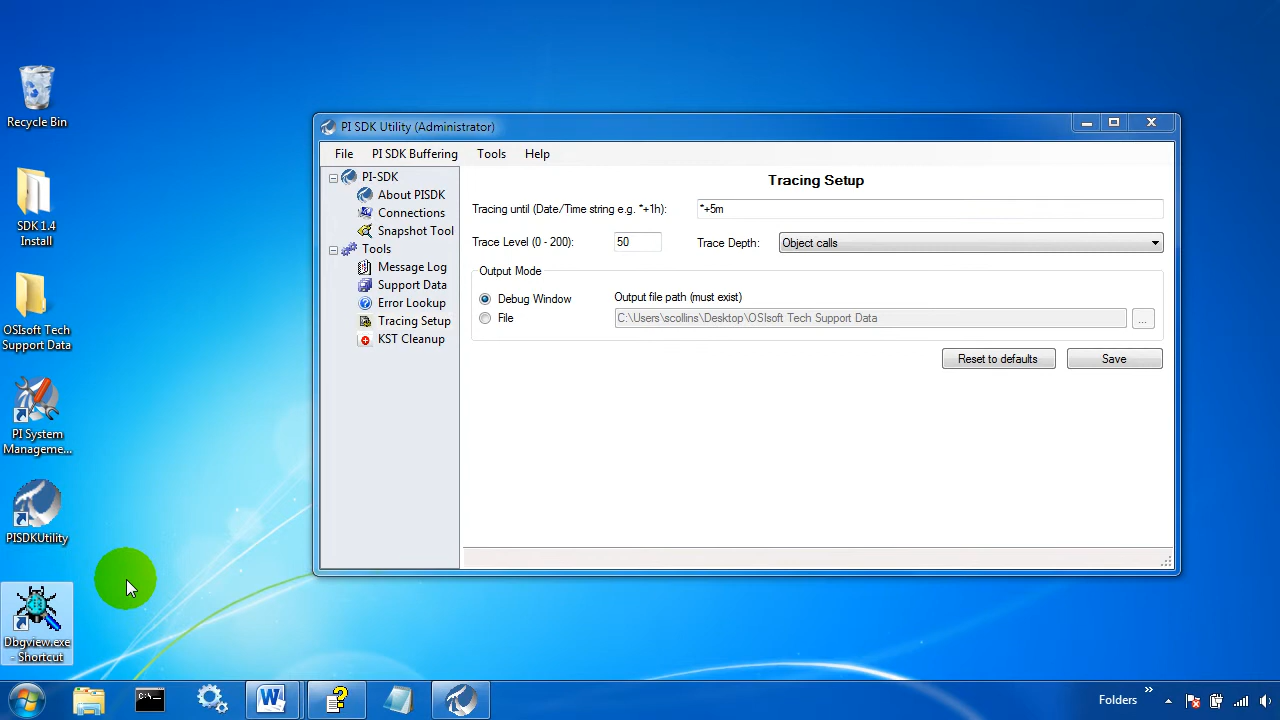 Recycle Bin
SDK 1.4
Install
OSIsoft Tech
Support Data
PI System
Manageme...
PISDKUtility
Dbgview.exe
- Shortcut
PI SDK Utility (Administrator)
File PI SDK Buffering Tools Help
PI-SDK
About PISDK
Connections
Snapshot Tool
Tools
Message Log
Support Data
Error Lookup
Tracing Setup
KST Cleanup
Tracing Setup
Tracing until (Date/Time string e.g. *+1h): *+5m
Trace Level (0 - 200): 50 Trace Depth: Object calls
Output Mode
Debug Window Output file path (must exist)
File C:\Users\scollins\Desktop\OSIsoft Tech Support Data ...
Reset to defaults Save
C:\_ W Folders »